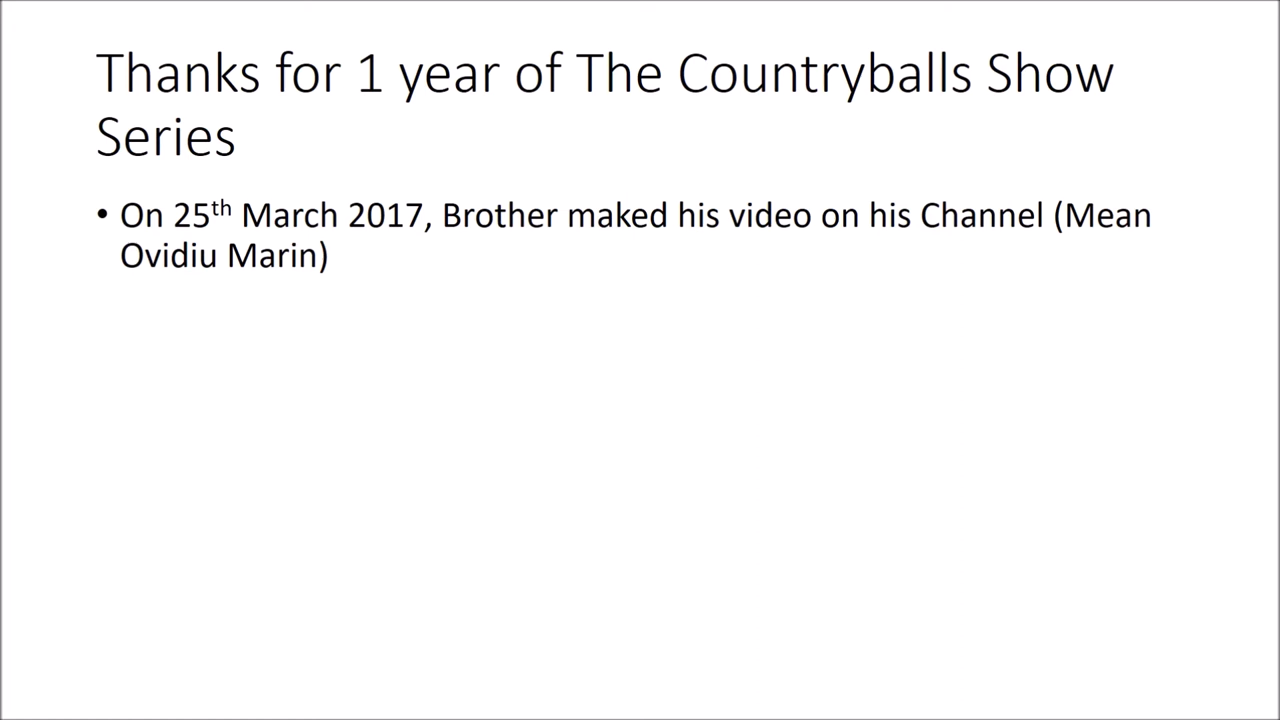 Thanks for 1 year of The Countryballs Show
Series
• On 25th March 2017, Brother maked his video on his Channel (Mean
Ovidiu Marin)